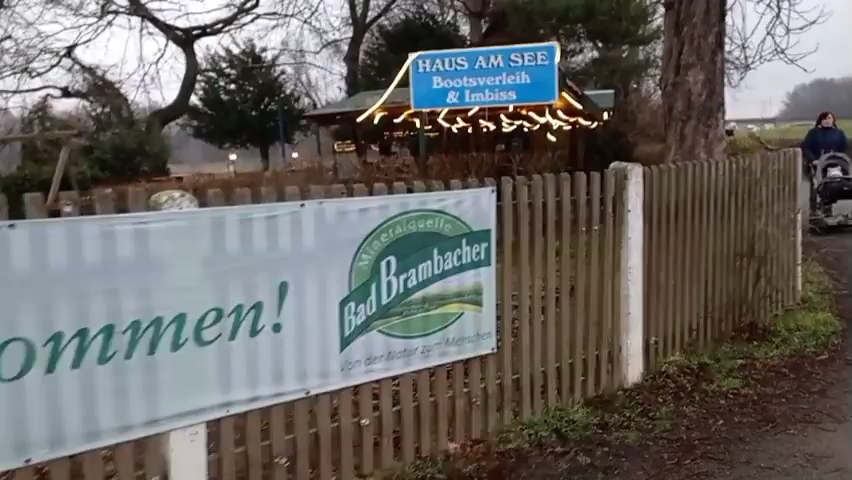 HAUS AM SEE
Bootsverleih
& Imbiss
ommen!
Mineralquelle
Bad Brambacher
Von der Natur zum Menschen